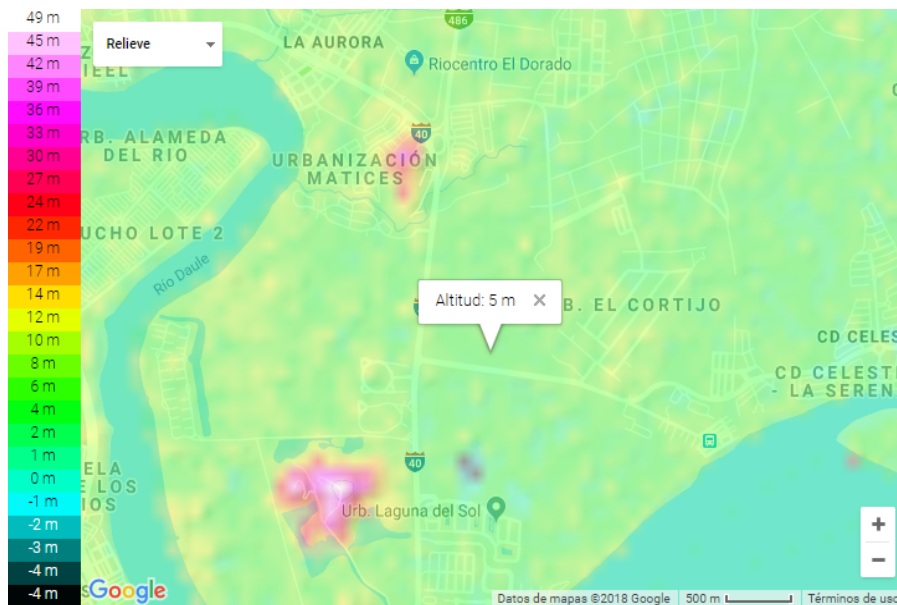 49 m
45 m
42 m
39 m
36 m
33 m
30 m
27 m
24 m
22 m
19 m
17 m
14 m
12 m
10 m
8 m
6 m
4 m
2 m
1 m
0 m
-1 m
-2 m
-3 m
-4 m
-4 m
Relieve
486
LA AURORA
Riocentro El Dorado
IEEL
RB. ALAMEDA
DEL RIO
40
URBANIZACIÓN
MATICES
UCHO LOTE 2
Río Daule
Altitud: 5 m
B. EL CORTIJO
CD CELES
CD CELEST
- LA SEREN
40
ELA
E LOS
IOS
Urb. Laguna del Sol
+
−
Google
Datos de mapas ©2018 Google
500 m
Términos de uso